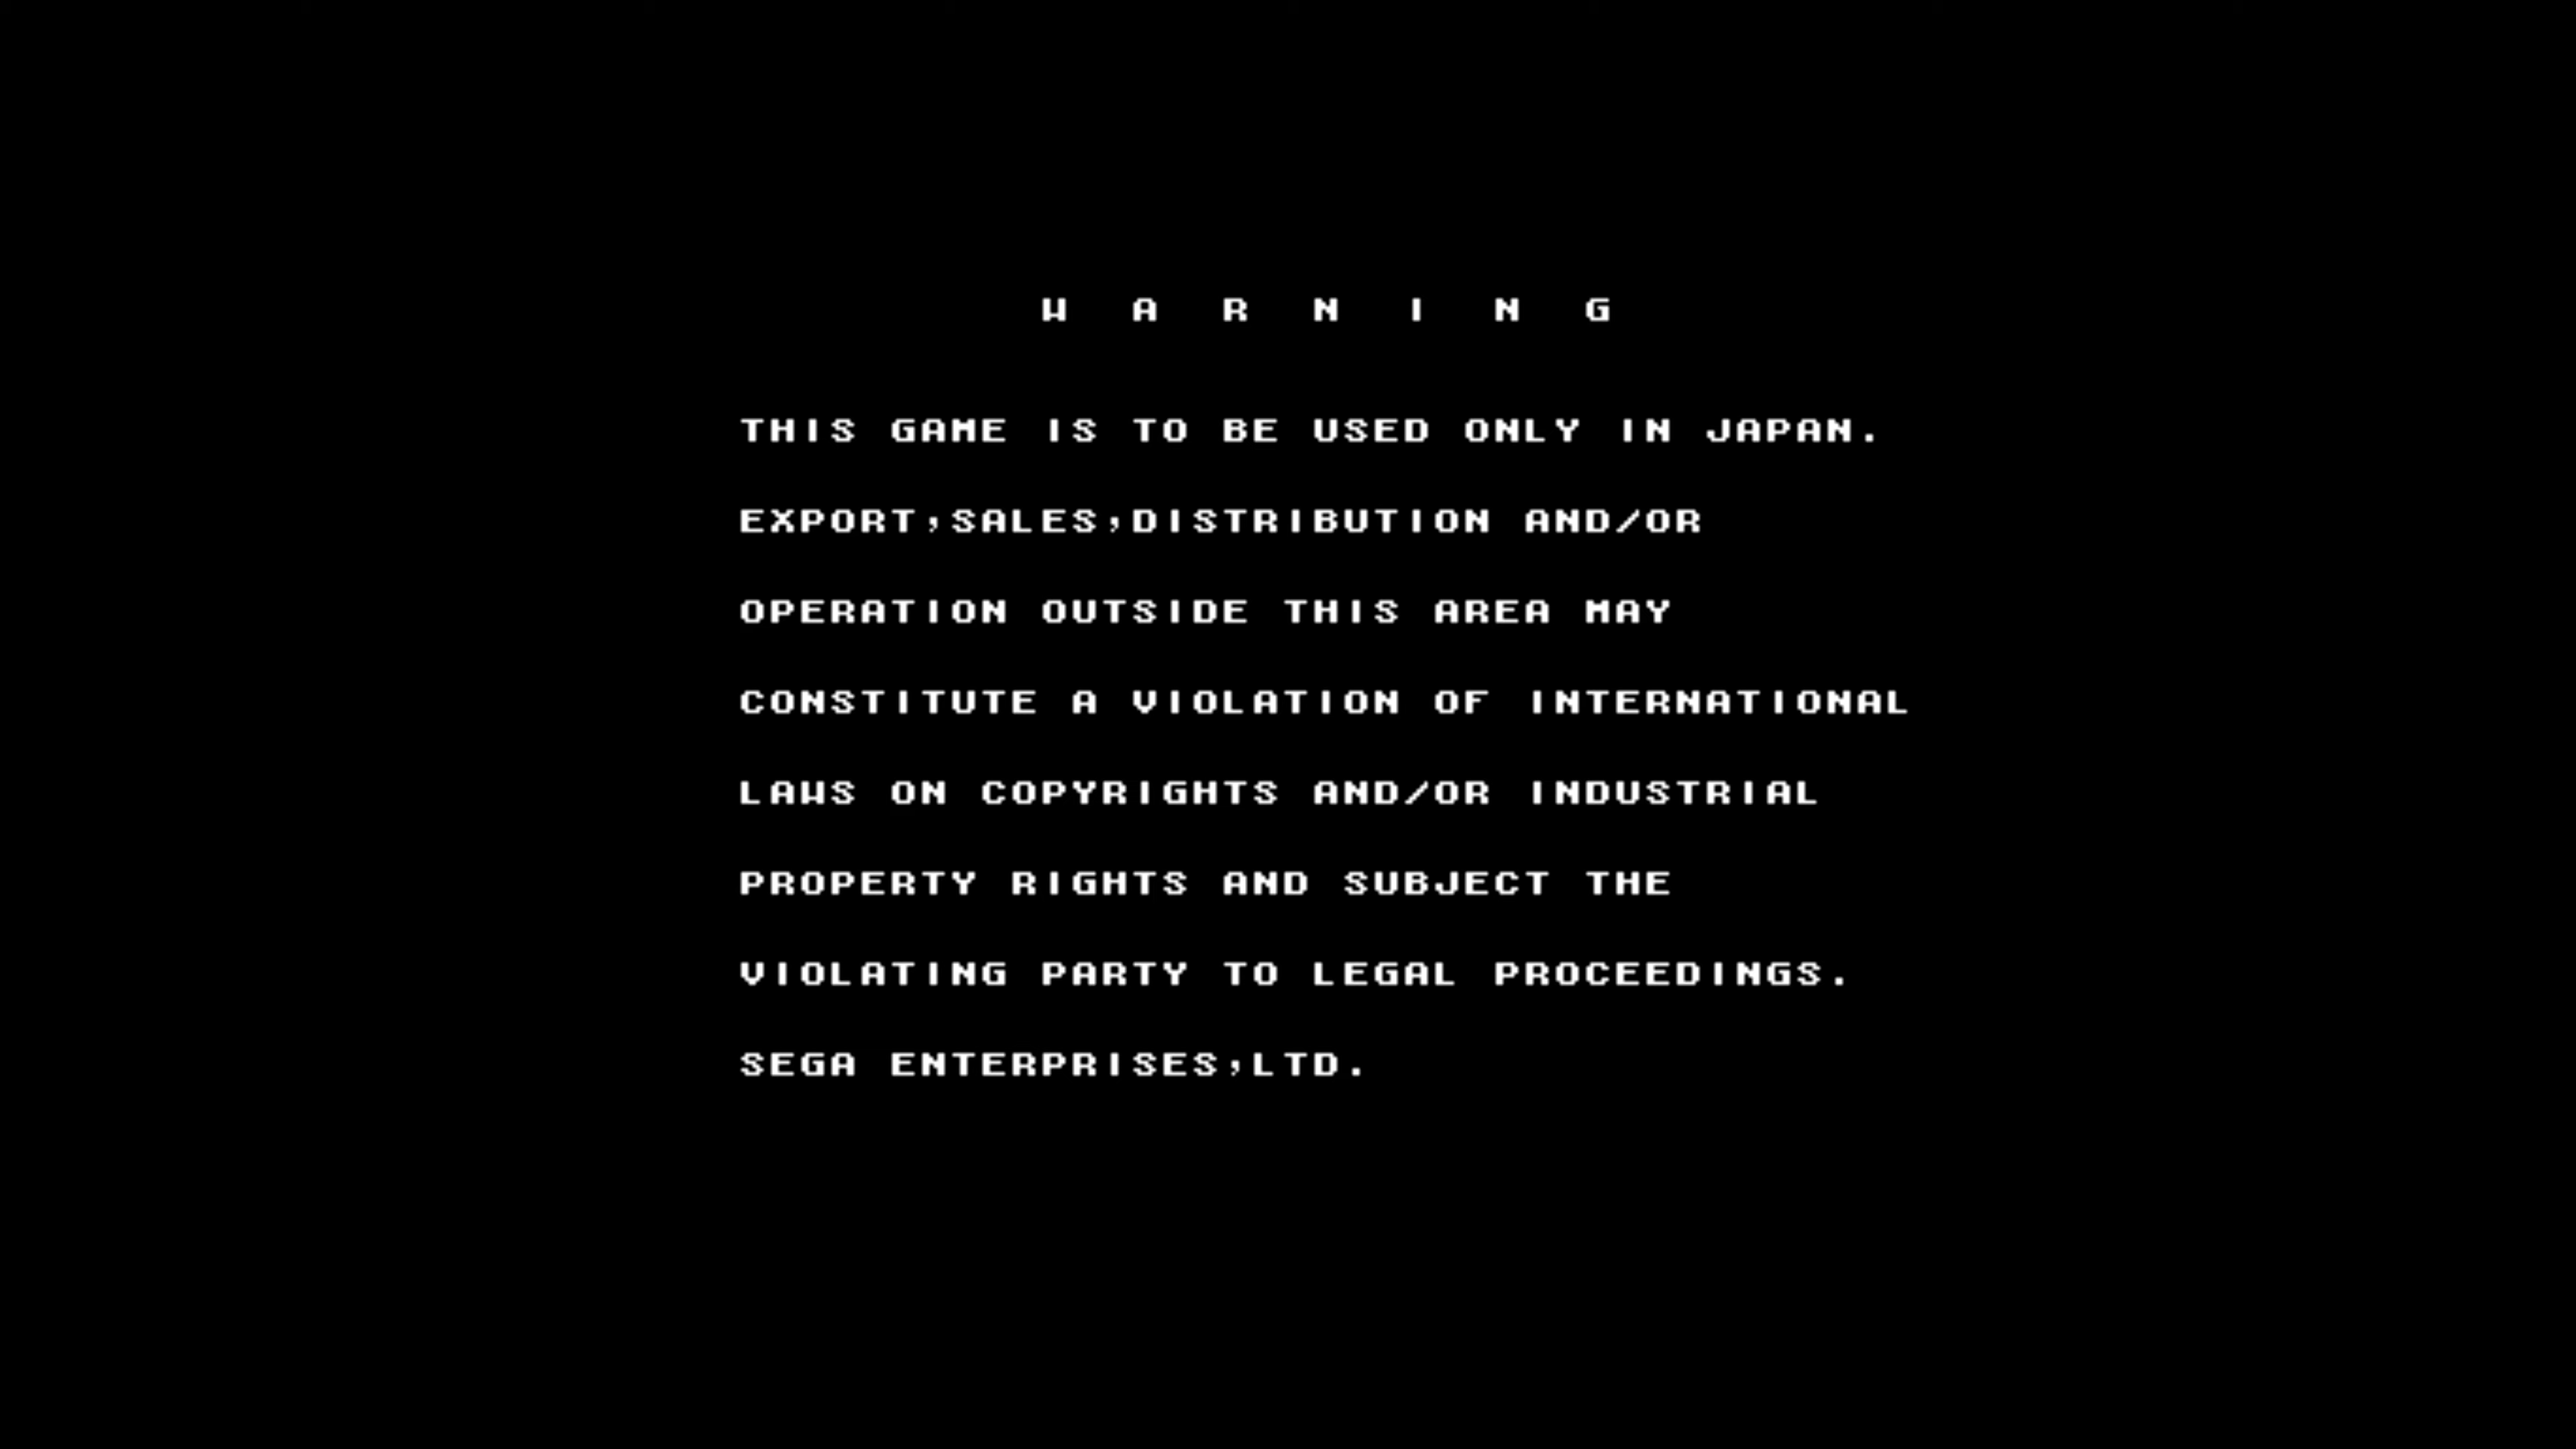 W A R N I N G
THIS GAME IS TO BE USED ONLY IN JAPAN.
EXPORT,SALES,DISTRIBUTION AND/OR
OPERATION OUTSIDE THIS AREA MAY
CONSTITUTE A VIOLATION OF INTERNATIONAL
LAWS ON COPYRIGHTS AND/OR INDUSTRIAL
PROPERTY RIGHTS AND SUBJECT THE
VIOLATING PARTY TO LEGAL PROCEEDINGS.
SEGA ENTERPRISES,LTD.